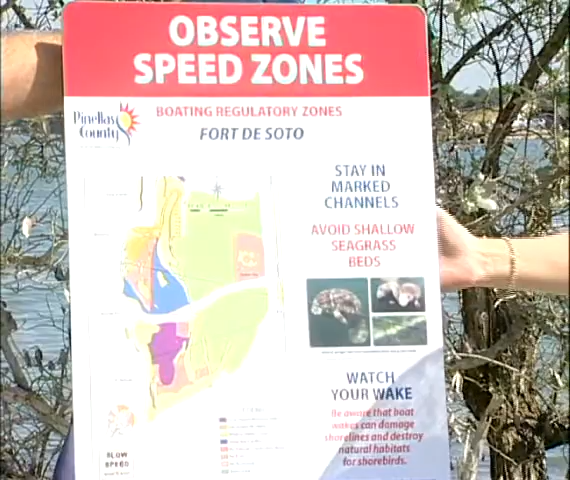 OBSERVE
SPEED ZONES
Pinellas
County
BOATING REGULATORY ZONES
FORT DE SOTO
STAY IN
MARKED
CHANNELS
AVOID SHALLOW
SEAGRASS
BEDS
WATCH
YOUR WAKE
Be aware that boat
wakes can damage
shorelines and destroy
natural habitats
for shorebirds.
SLOW
SPEED